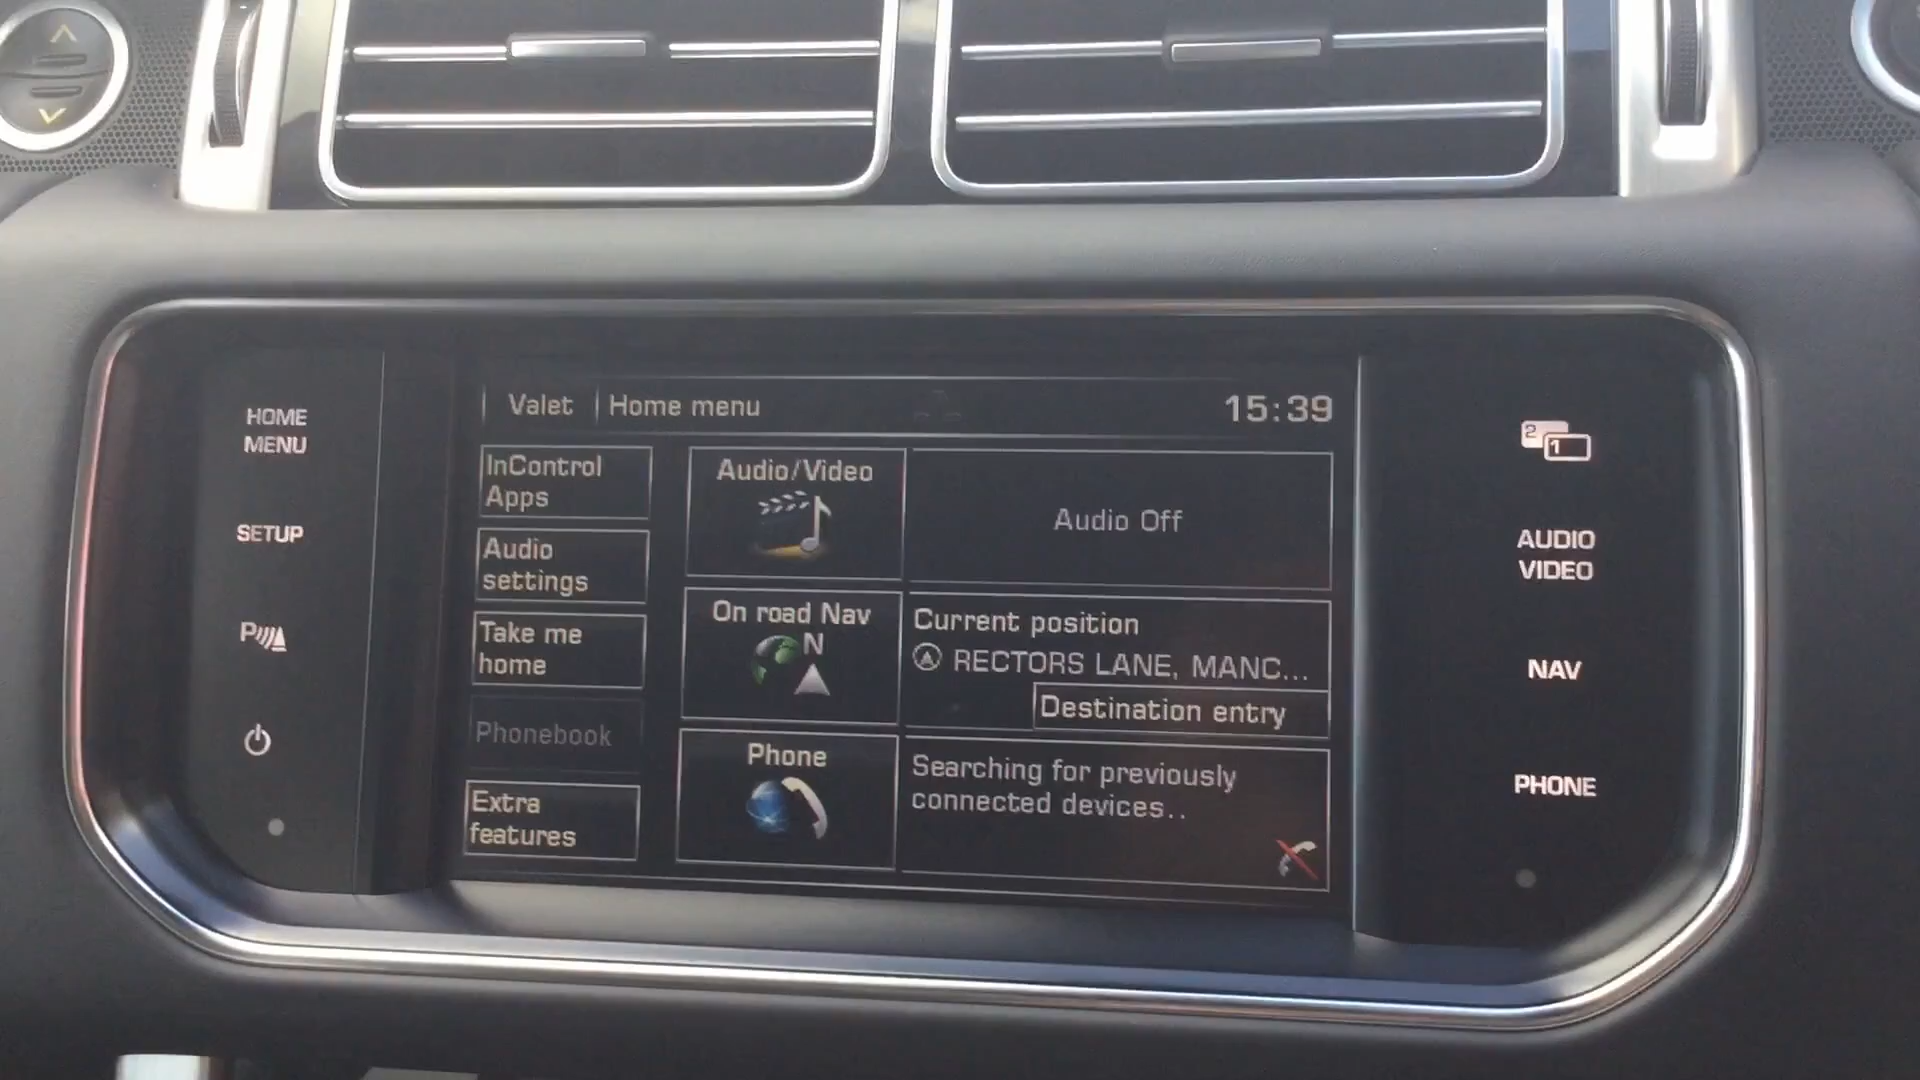 HOME
MENU
SETUP
P
Valet
Home menu
15:39
InControl
Apps
Audio
settings
Take me
home
Phonebook
Extra
features
Audio/Video
Audio Off
On road Nav
N
Current position
RECTORS LANE, MANC...
Destination entry
Phone
Searching for previously
connected devices..
2
1
AUDIO
VIDEO
NAV
PHONE